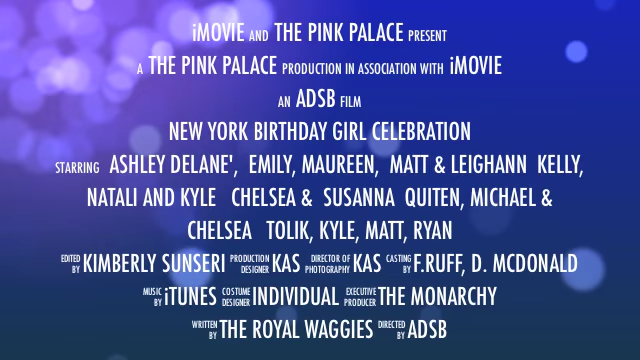 iMOVIE AND THE PINK PALACE PRESENT
A THE PINK PALACE PRODUCTION IN ASSOCIATION WITH iMOVIE
AN ADSB FILM
NEW YORK BIRTHDAY GIRL CELEBRATION
STARRING ASHLEY DELANE', EMILY, MAUREEN, MATT & LEIGHANN KELLY,
NATALI AND KYLE CHELSEA & SUSANNA QUITEN, MICHAEL &
CHELSEA TOLIK, KYLE, MATT, RYAN
EDITED BY KIMBERLY SUNSERI PRODUCTION DESIGNER KAS DIRECTOR OF PHOTOGRAPHY KAS CASTING BY F.RUFF, D. MCDONALD
MUSIC BY iTUNES COSTUME DESIGNER INDIVIDUAL EXECUTIVE PRODUCER THE MONARCHY
WRITTEN BY THE ROYAL WAGGIES DIRECTED BY ADSB